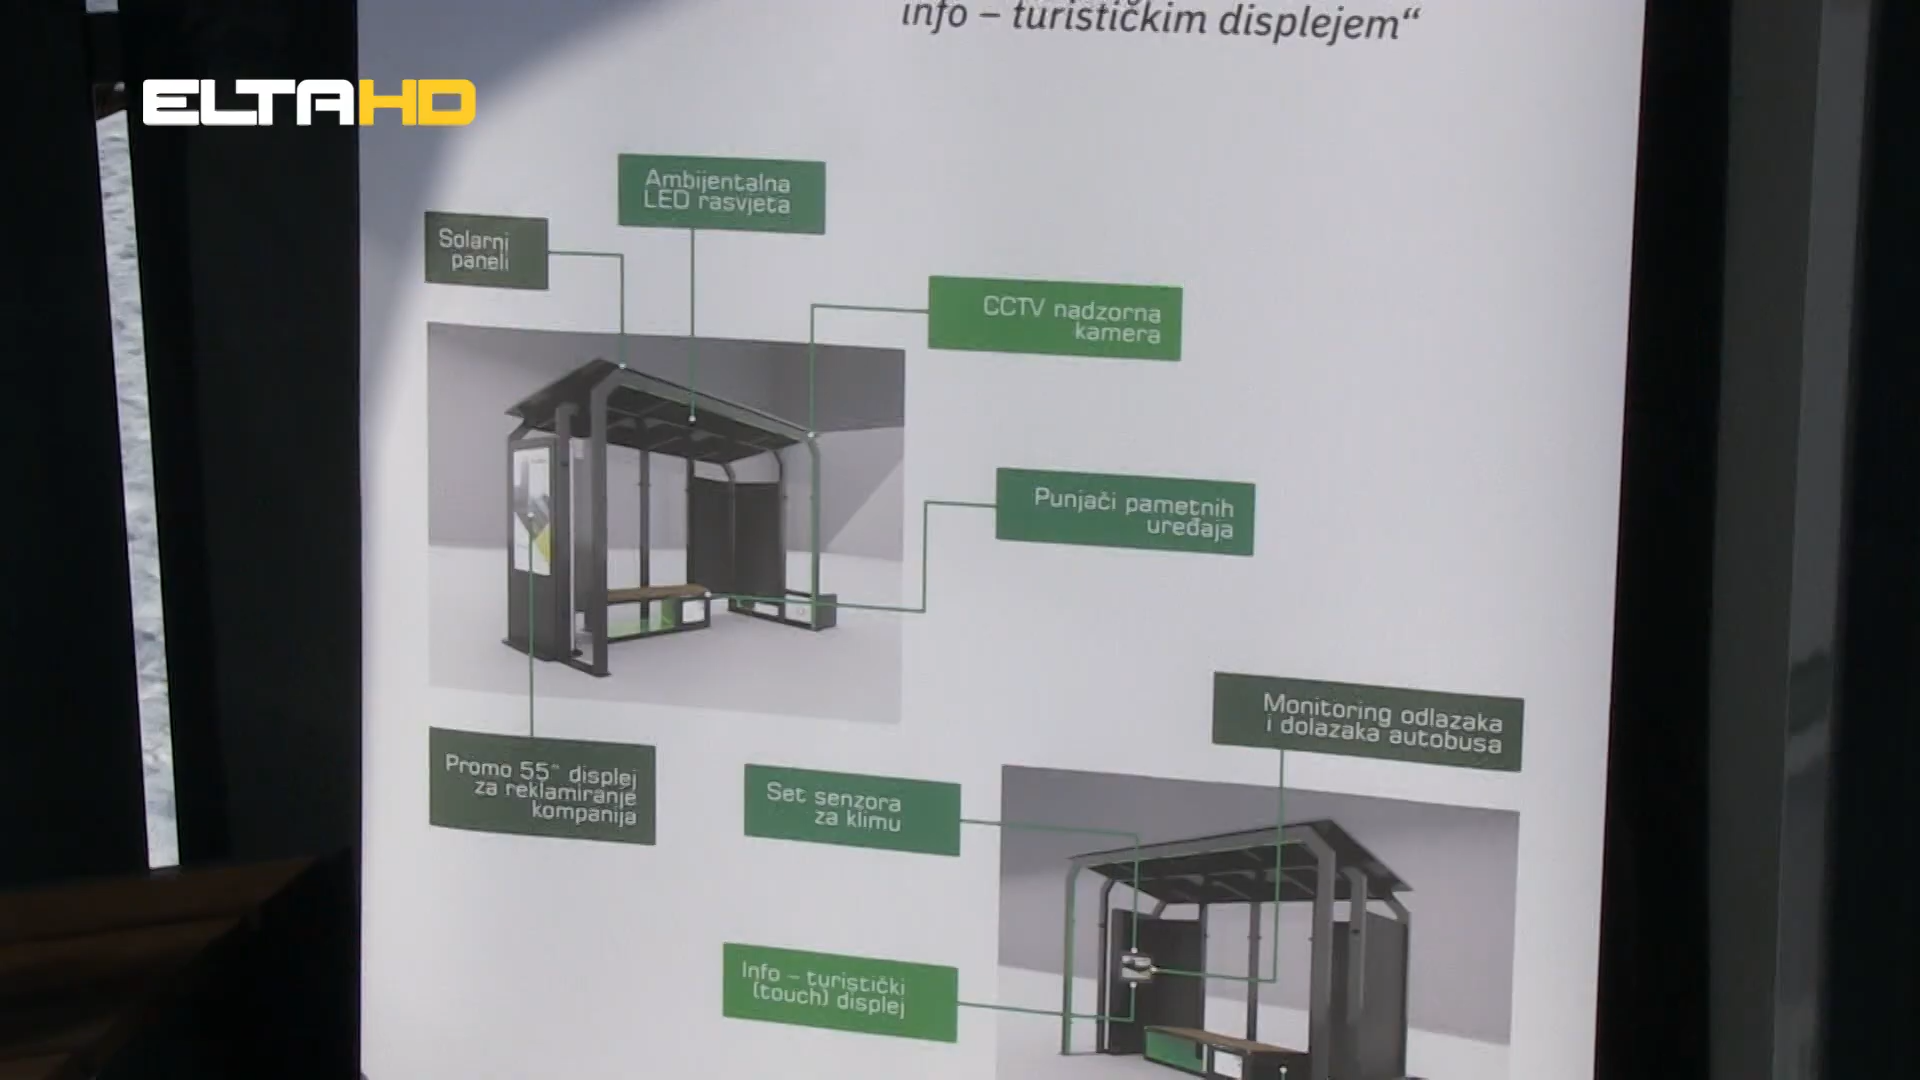 info – turističkim displejem“
ELTAHD
Ambijentalna
LED rasvjeta
Solarni
paneli
CCTV nadzorna
kamera
Punjači pametnih
uređaja
Monitoring odlazaka
i dolazaka autobusa
Promo 55" displej
za reklamiranje
kompanija
Set senzora
za klimu
Info – turistički
(touch) displej